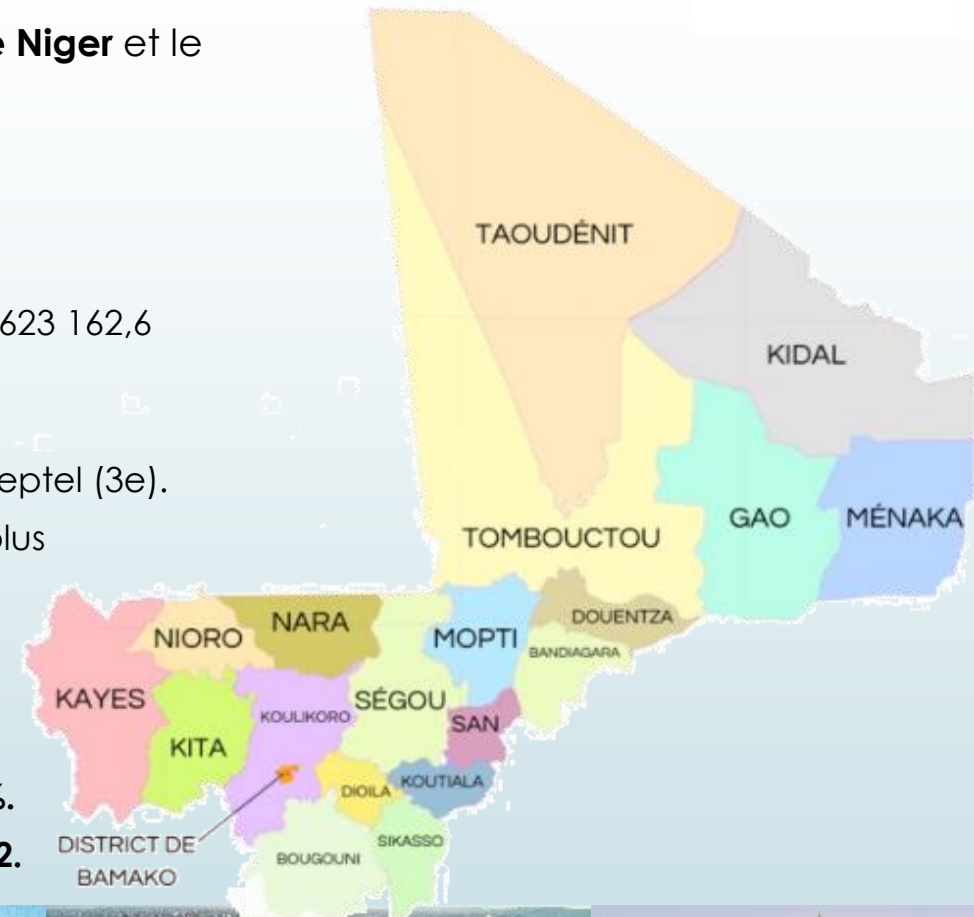 e Niger et le
623 162,6
eptel (3e).
plus
%.
2.
TAOUDÉNIT
KIDAL
TOMBOUCTOU
GAO
MÉNAKA
DOUENTZA
NARA
NIORO
MOPTI
BANDIAGARA
KAYES
SÉGOU
KOULIKORO
SAN
KITA
KOUTIALA
DIOILA
SIKASSO
DISTRICT DE
BAMAKO
BOUGOUNI